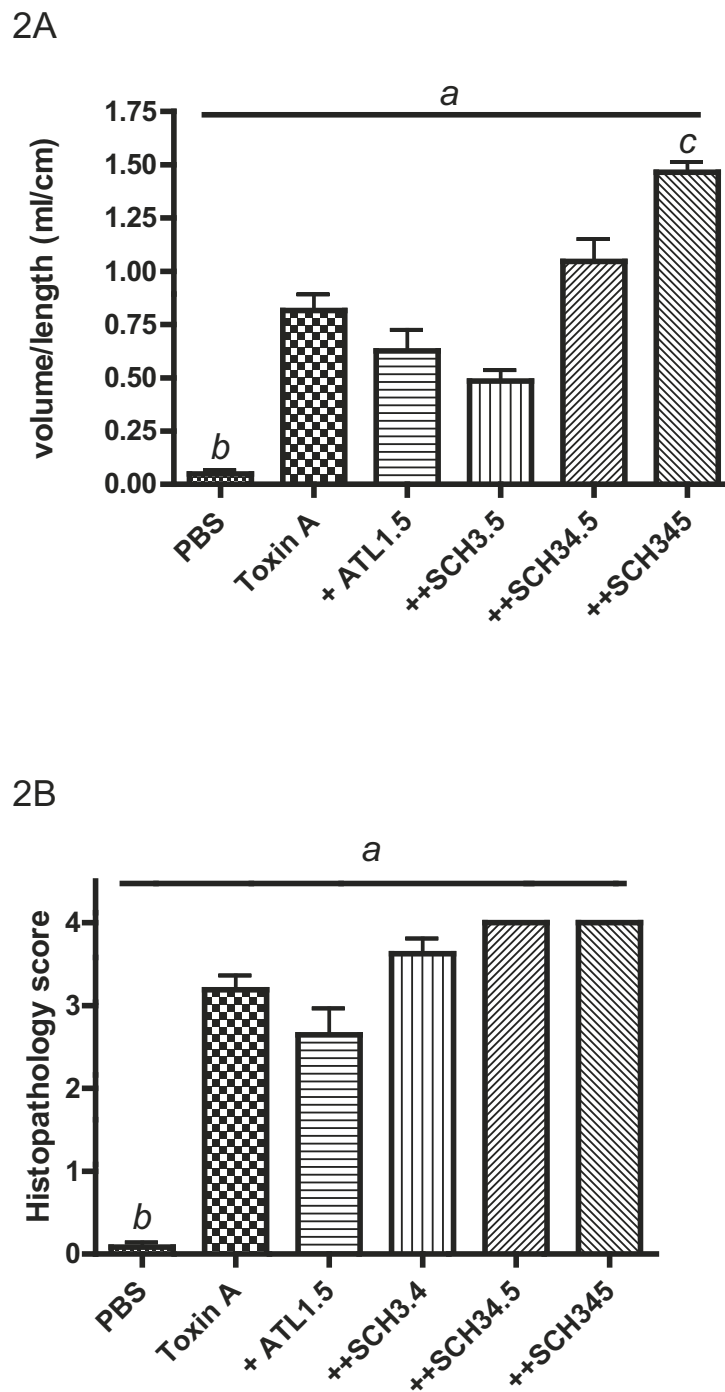 2A
a
1.75
c
1.50
1.25
1.00
0.75
0.50
0.25
b
0.00
volume/length (ml/cm)
PBS
Toxin A
+ ATL1.5
++SCH3.5
++SCH34.5
++SCH345
2B
a
4
3
2
1
b
0
Histopathology score
PBS
Toxin A
+ ATL1.5
++SCH3.4
++SCH34.5
++SCH345